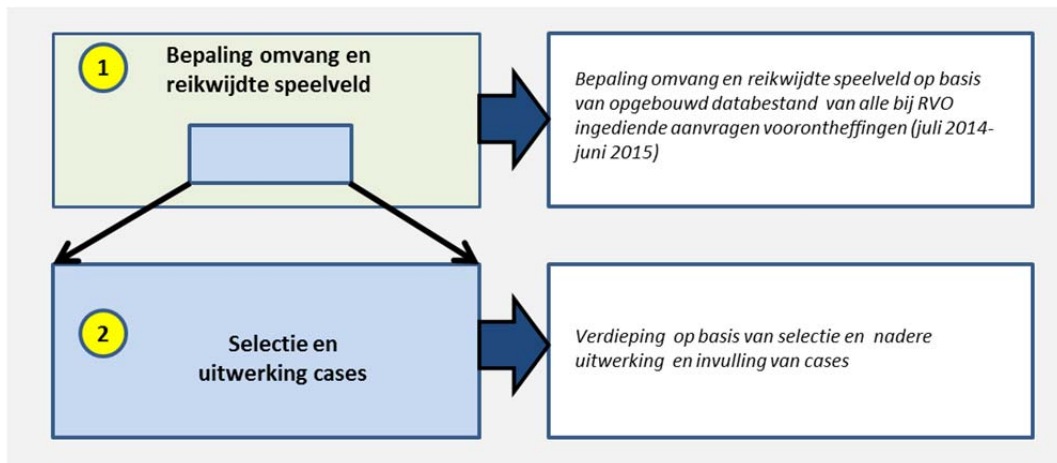 1
Bepaling omvang en
reikwijdte speelveld
Bepaling omvang en reikwijdte speelveld op basis
van opgebouwd databestand van alle bij RVO
ingediende aanvragen voorontheffingen (juli 2014-
juni 2015)
2
Selectie en
uitwerking cases
Verdieping op basis van selectie en nadere
uitwerking en invulling van cases